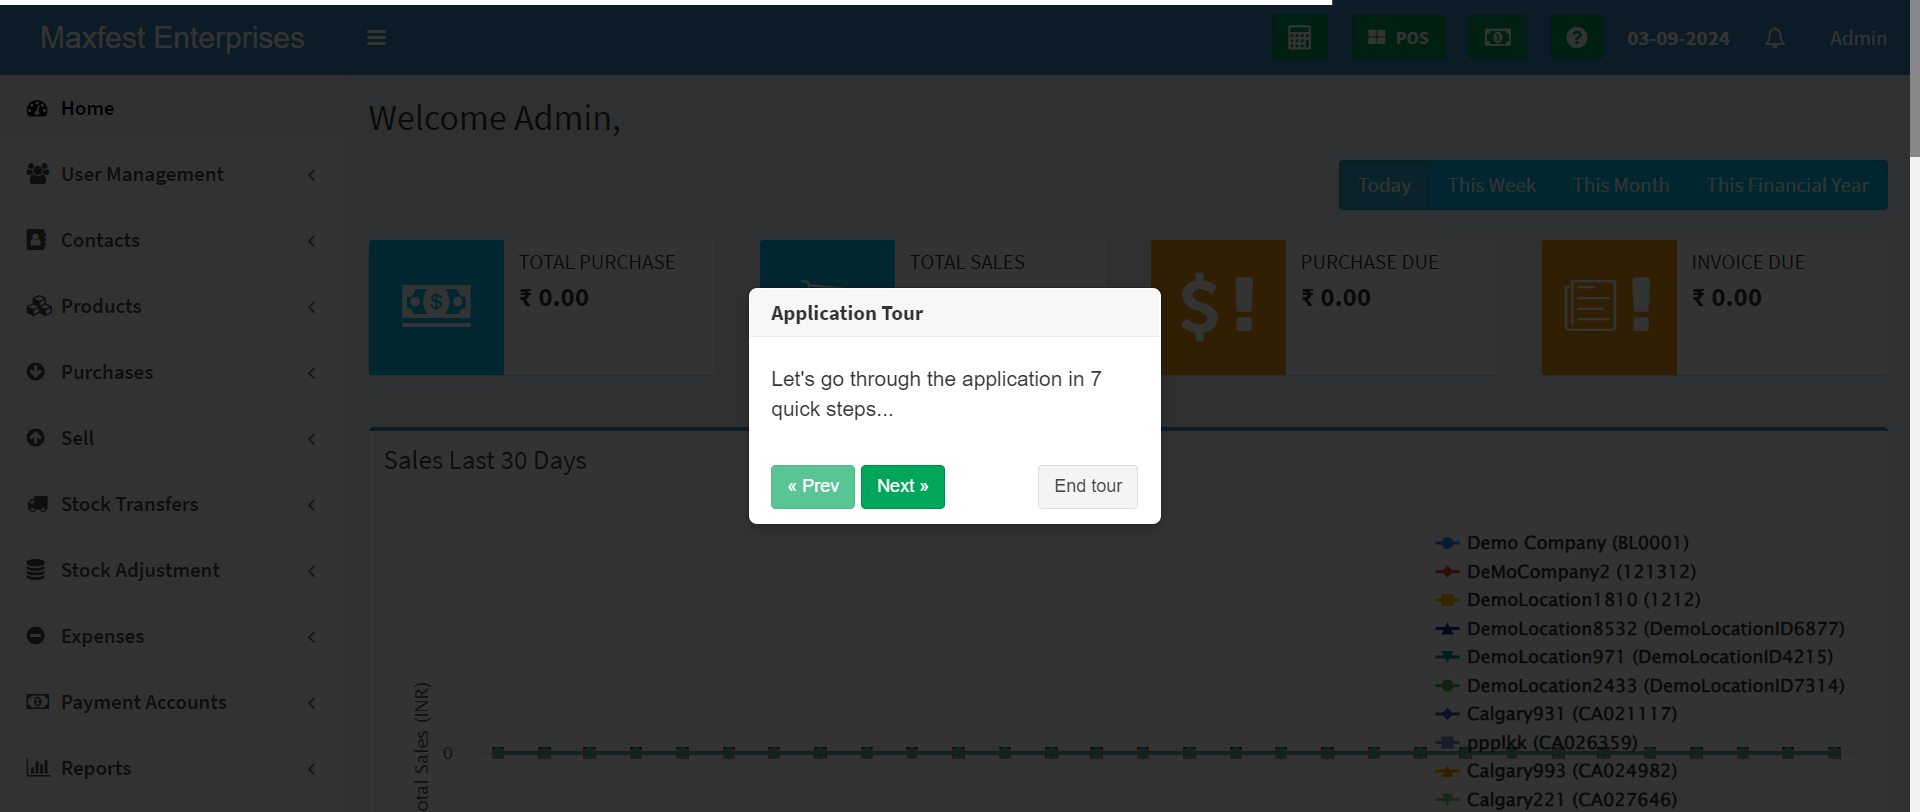 Maxfest Enterprises
POS
03-09-2024
Admin
Home
User Management
Contacts
Products
Purchases
Sell
Stock Transfers
Stock Adjustment
Expenses
Payment Accounts
Reports
Welcome Admin,
Today
This Week
This Month
This Financial Year
TOTAL PURCHASE
₹ 0.00
TOTAL SALES
PURCHASE DUE
₹ 0.00
INVOICE DUE
₹ 0.00
Application Tour
Let's go through the application in 7
quick steps...
« Prev
Next »
End tour
Sales Last 30 Days
Demo Company (BL0001)
DeMoCompany2 (121312)
DemoLocation1810 (1212)
DemoLocation8532 (DemoLocationID6877)
DemoLocation971 (DemoLocationID4215)
DemoLocation2433 (DemoLocationID7314)
Calgary931 (CA021117)
ppplkk (CA026359)
Calgary993 (CA024982)
Calgary221 (CA027646)
Sales (INR)
0